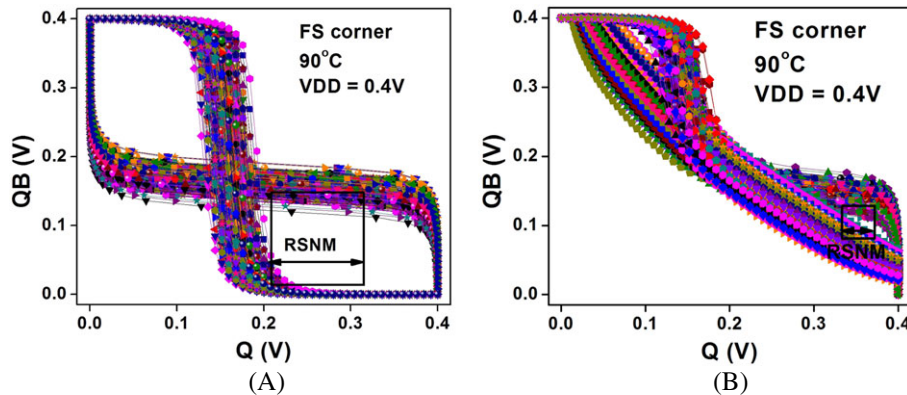 FS corner
90°C
VDD = 0.4V
RSNM
QB (V)
0.4
0.3
0.2
0.1
0.0
0.0 0.1 0.2 0.3 0.4
Q (V)
(A)
FS corner
90°C
VDD = 0.4V
RSNM
QB (V)
0.4
0.3
0.2
0.1
0.0
0.0 0.1 0.2 0.3 0.4
Q (V)
(B)